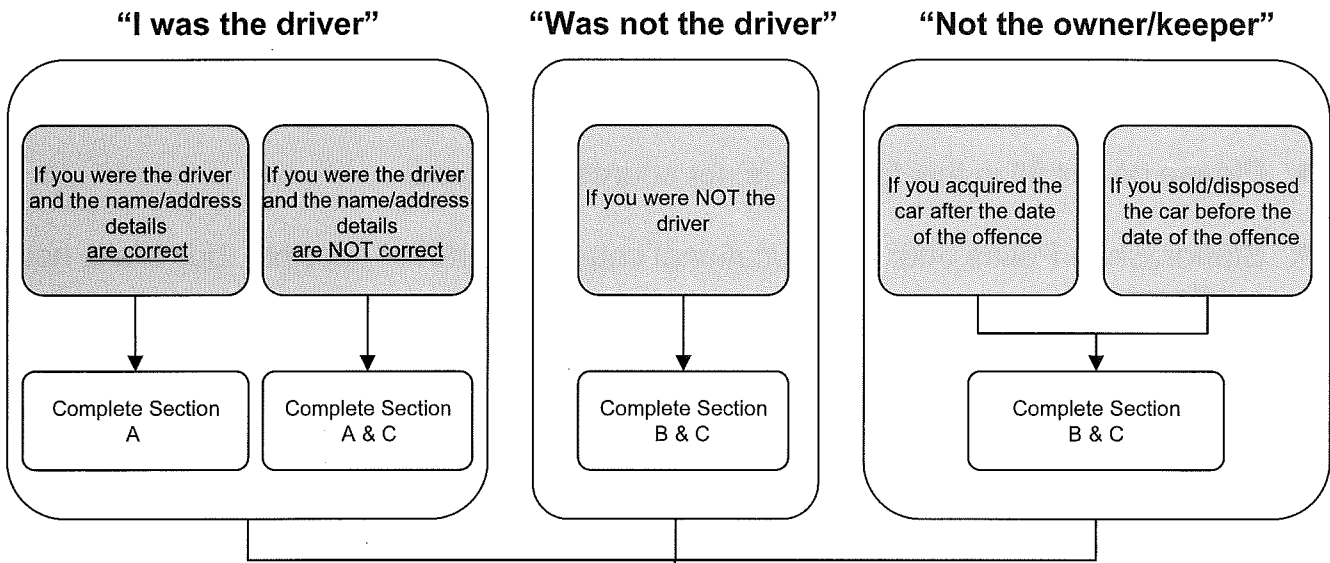 “I was the driver”
“Was not the driver”
“Not the owner/keeper”
If you were the driver
and the name/address
details
are correct
If you were the driver
and the name/address
details
are NOT correct
If you were NOT the
driver
If you acquired the
car after the date
of the offence
If you sold/disposed
the car before the
date of the offence
Complete Section
A
Complete Section
A & C
Complete Section
B & C
Complete Section
B & C